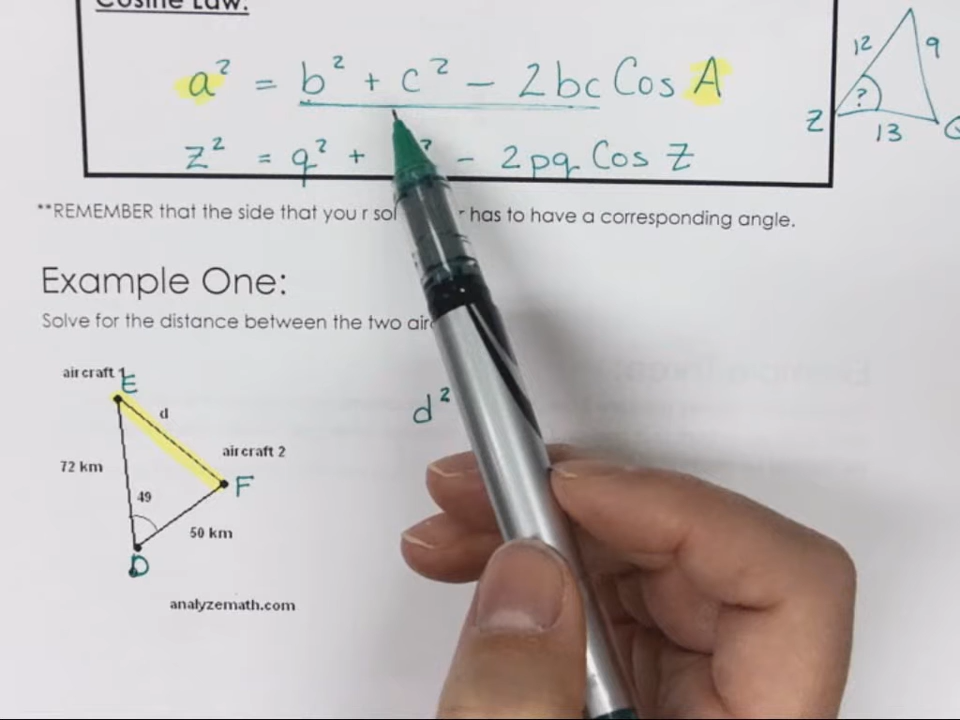 Cosine Law:
a² = b² + c² - 2bc Cos A
z² = q² + ² - 2pq Cos Z
**REMEMBER that the side that you r sol r has to have a corresponding angle.
12
9
?
Z
13
Example One:
Solve for the distance between the two air
aircraft 1
E
d
d²
aircraft 2
72 km
F
49
50 km
D
analyzemath.com